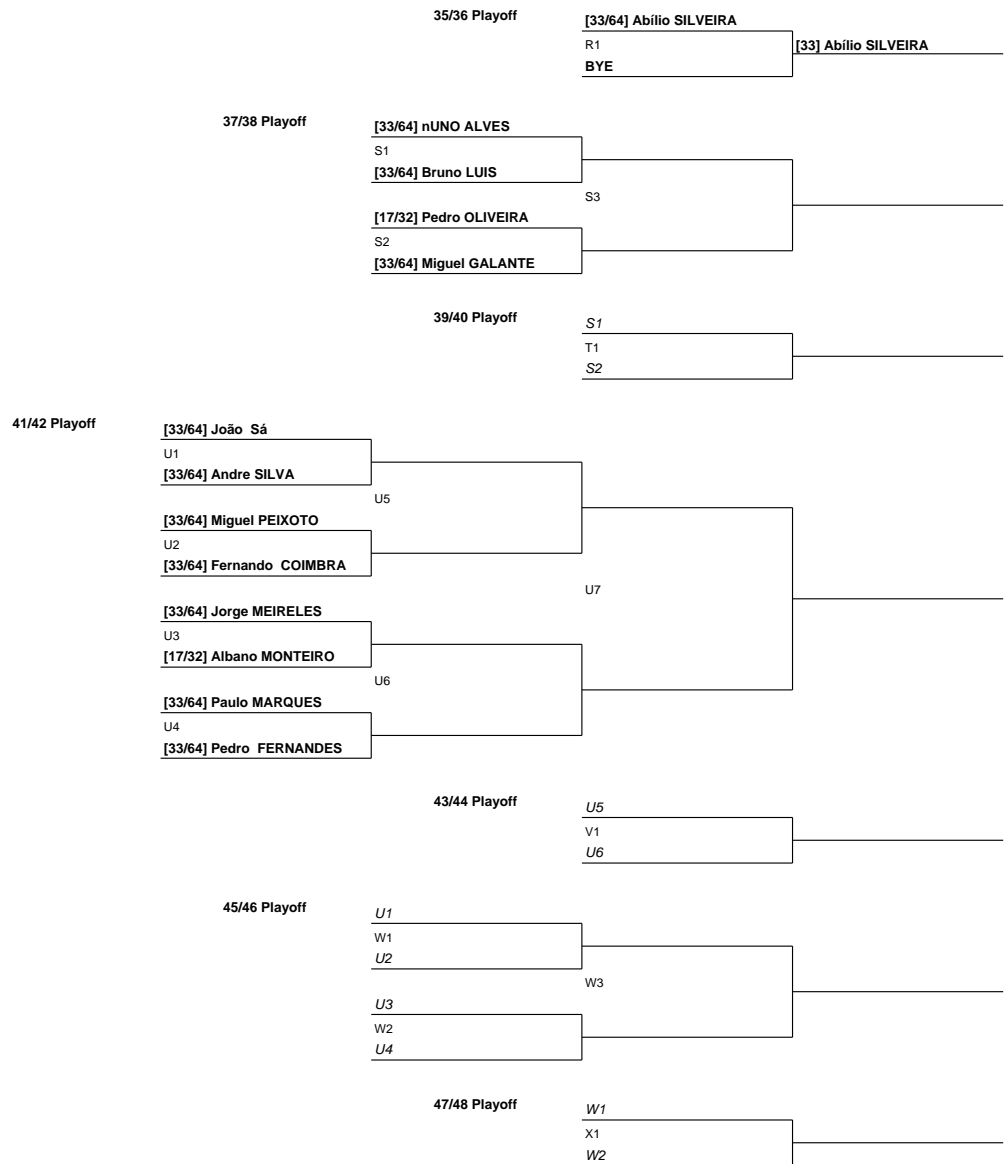 35/36 Playoff
[33/64] Abílio SILVEIRA
R1
[33] Abílio SILVEIRA
BYE
37/38 Playoff
[33/64] nUNO ALVES
S1
[33/64] Bruno LUIS
S3
[17/32] Pedro OLIVEIRA
S2
[33/64] Miguel GALANTE
39/40 Playoff
S1
T1
S2
41/42 Playoff
[33/64] João  Sá
U1
[33/64] Andre SILVA
U5
[33/64] Miguel PEIXOTO
U2
[33/64] Fernando  COIMBRA
U7
[33/64] Jorge MEIRELES
U3
[17/32] Albano MONTEIRO
U6
[33/64] Paulo MARQUES
U4
[33/64] Pedro  FERNANDES
43/44 Playoff
U5
V1
U6
45/46 Playoff
U1
W1
U2
W3
U3
W2
U4
47/48 Playoff
W1
X1
W2